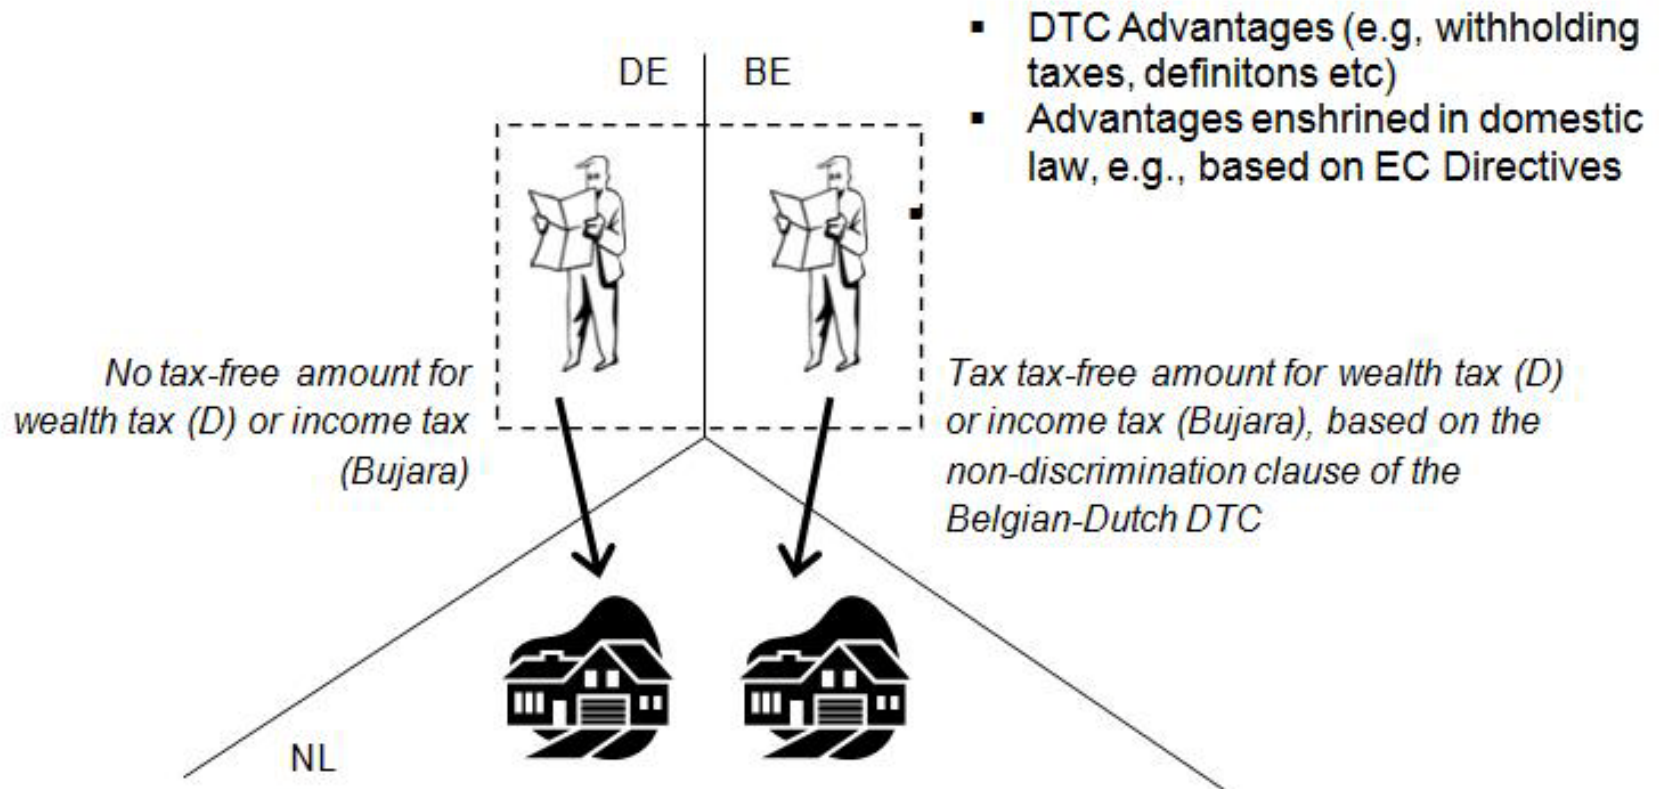 ▪ DTC Advantages (e.g, withholding
taxes, definitons etc)
▪ Advantages enshrined in domestic
law, e.g., based on EC Directives
DE
BE
No tax-free amount for
wealth tax (D) or income tax
(Bujara)
Tax tax-free amount for wealth tax (D)
or income tax (Bujara), based on the
non-discrimination clause of the
Belgian-Dutch DTC
NL